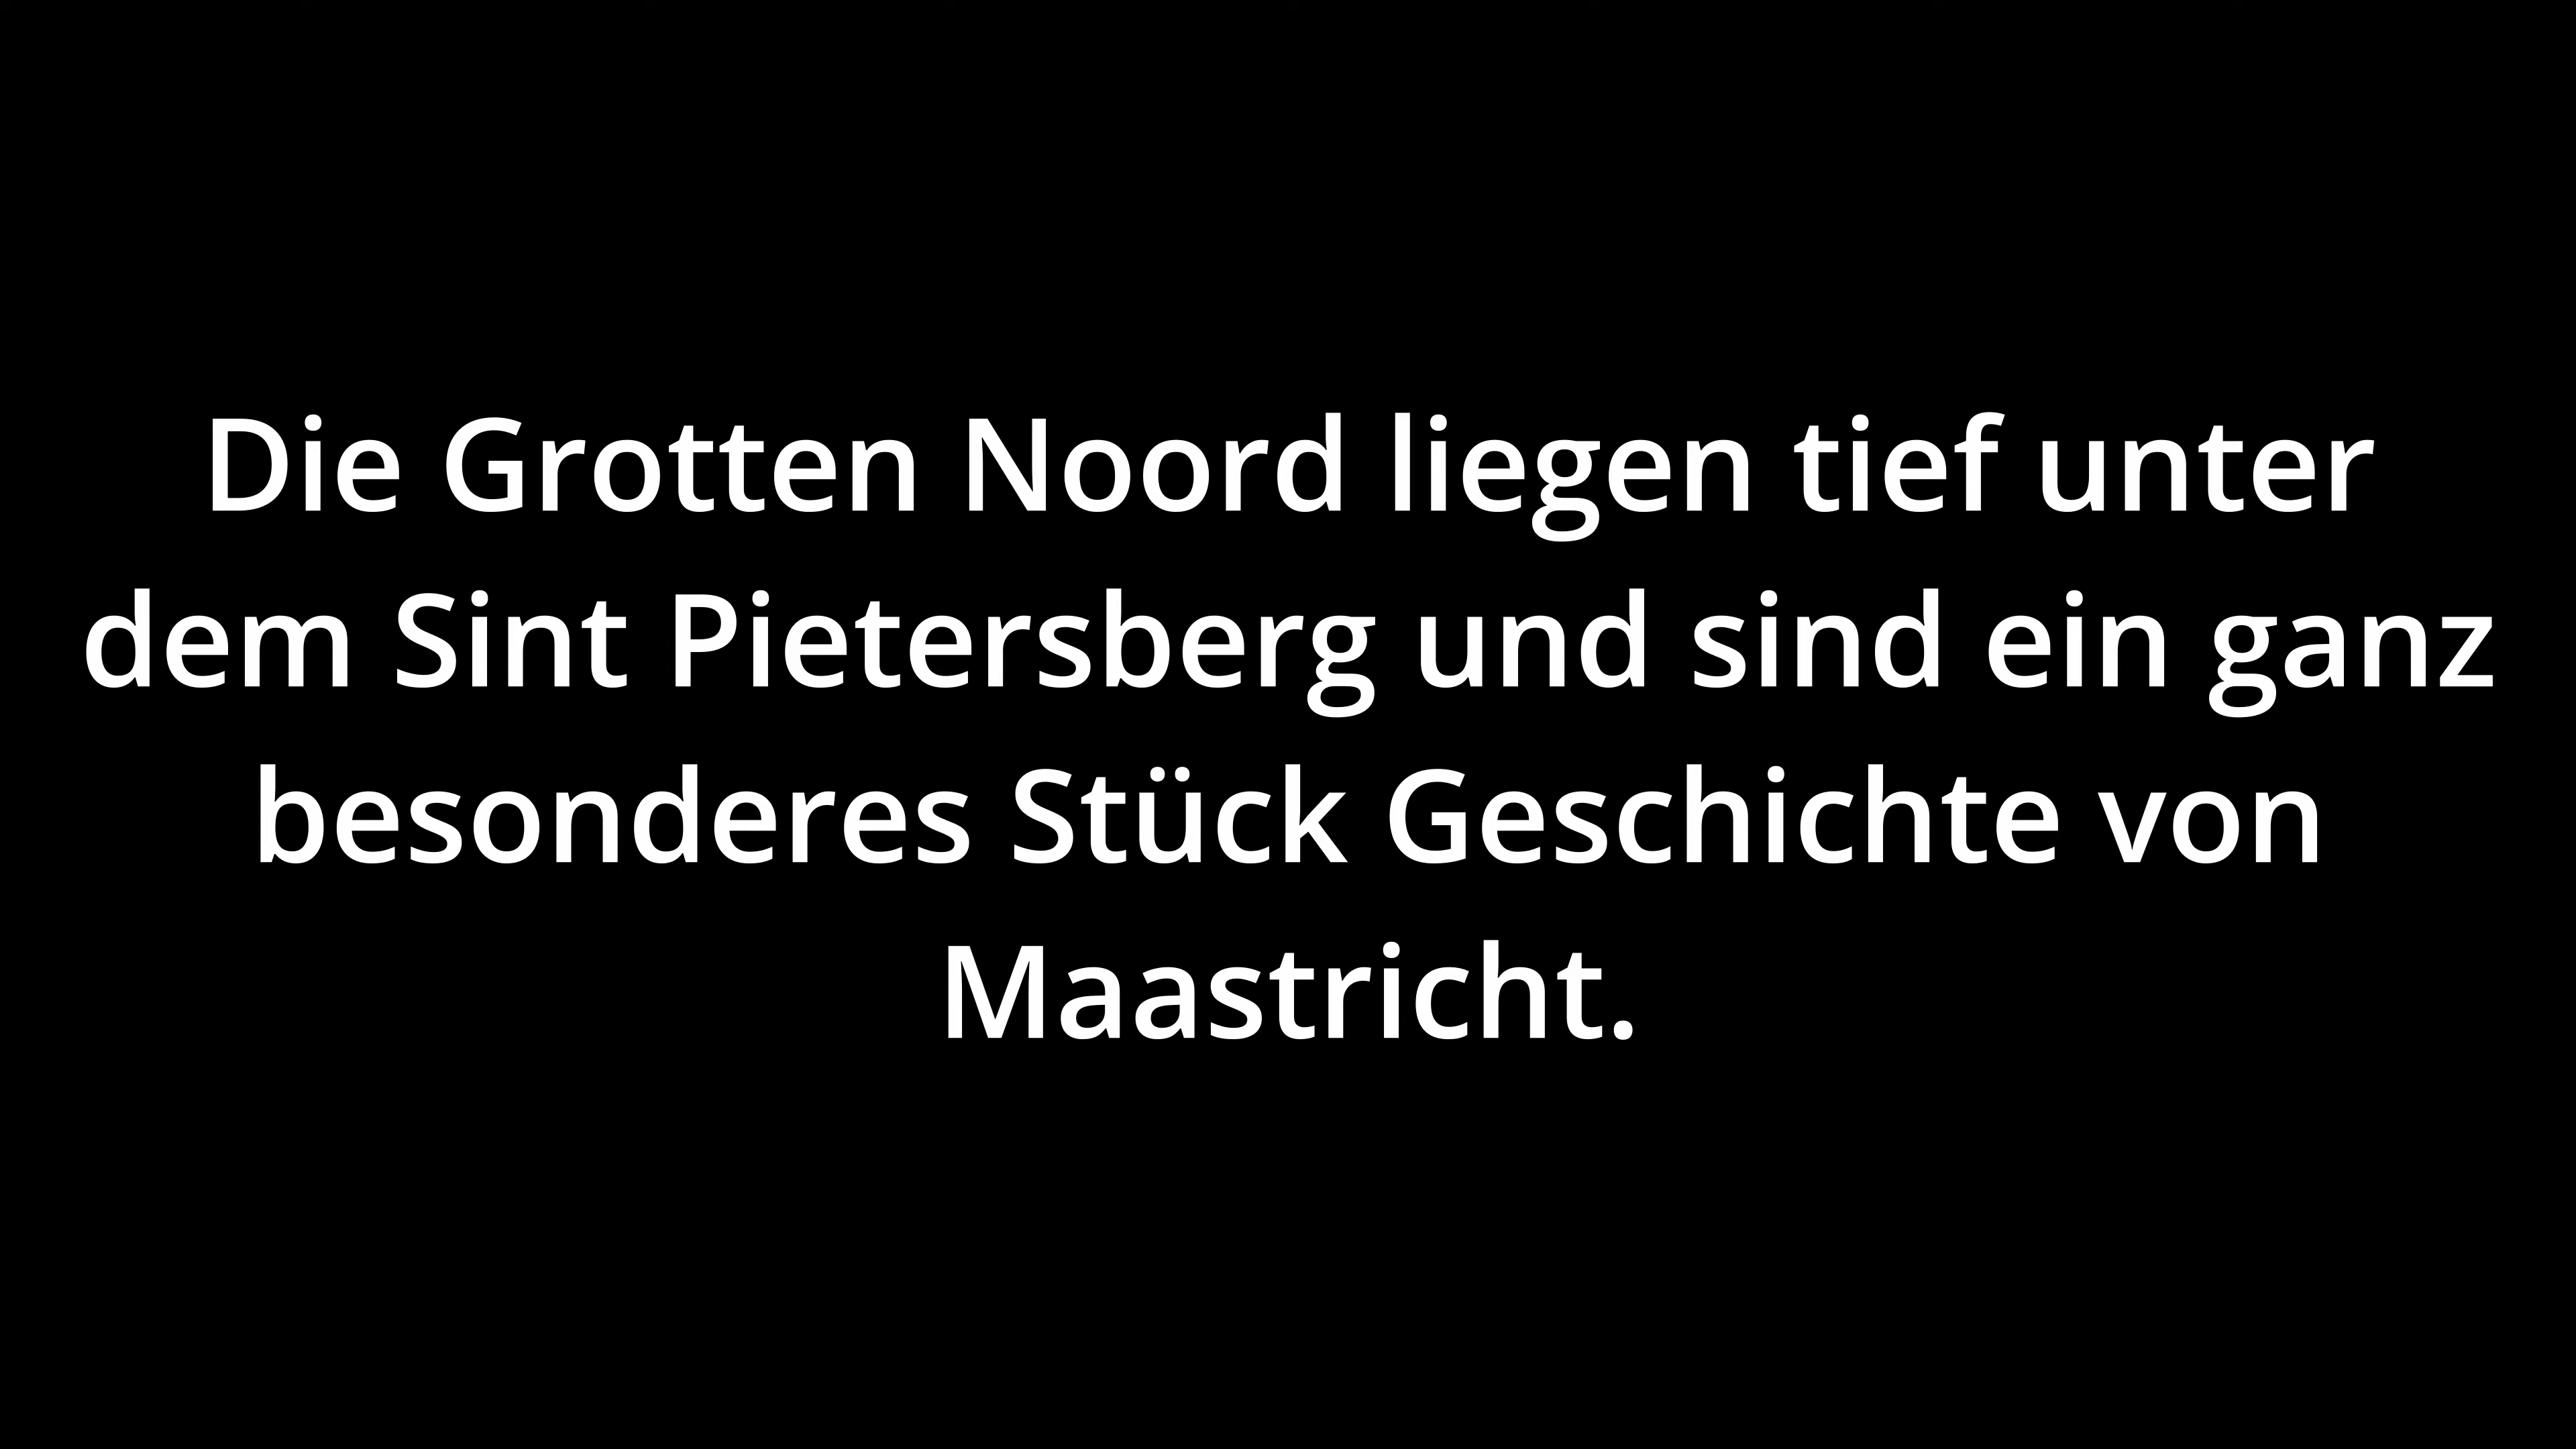 Die Grotten Noord liegen tief unter
dem Sint Pietersberg und sind ein ganz
besonderes Stück Geschichte von
Maastricht.